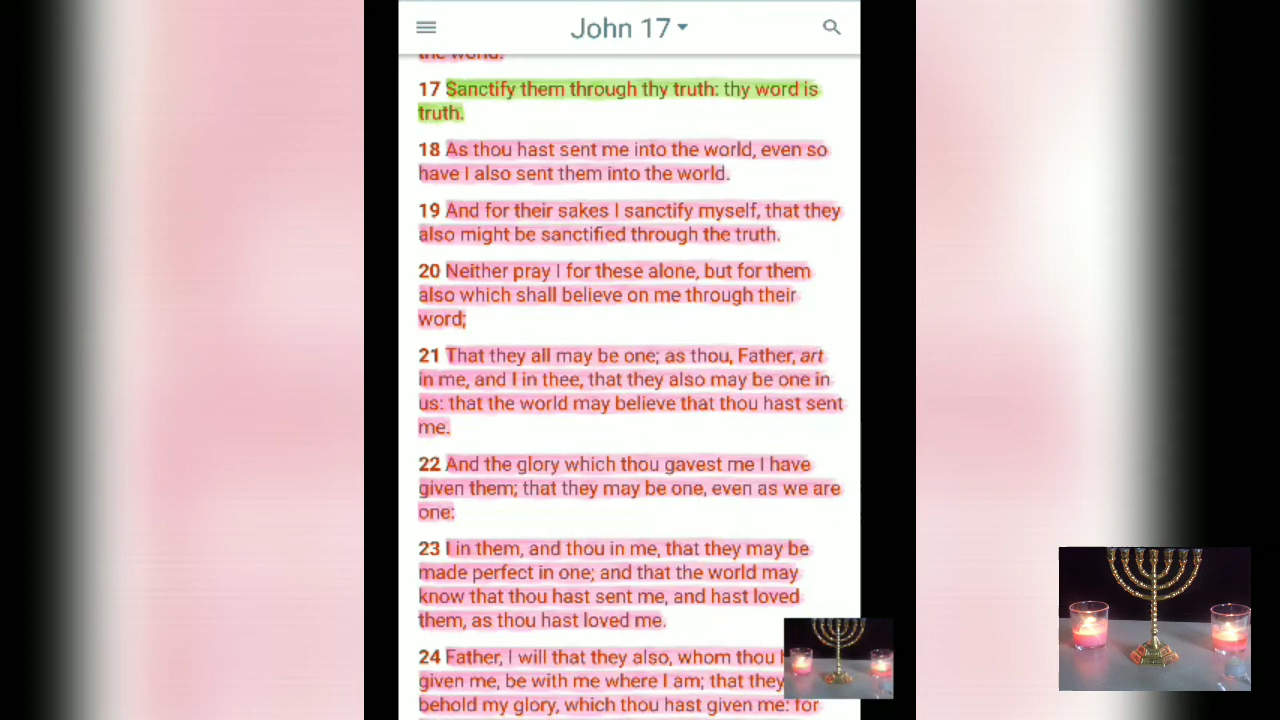 John 17
the world.
17 Sanctify them through thy truth: thy word is
truth.
18 As thou hast sent me into the world, even so
have I also sent them into the world.
19 And for their sakes I sanctify myself, that they
also might be sanctified through the truth.
20 Neither pray I for these alone, but for them
also which shall believe on me through their
word;
21 That they all may be one; as thou, Father, art
in me, and I in thee, that they also may be one in
us: that the world may believe that thou hast sent
me.
22 And the glory which thou gavest me I have
given them; that they may be one, even as we are
one:
23 I in them, and thou in me, that they may be
made perfect in one; and that the world may
know that thou hast sent me, and hast loved
them, as thou hast loved me.
24 Father, I will that they also, whom thou
given me, be with me where I am; that they
behold my glory, which thou hast given me: for